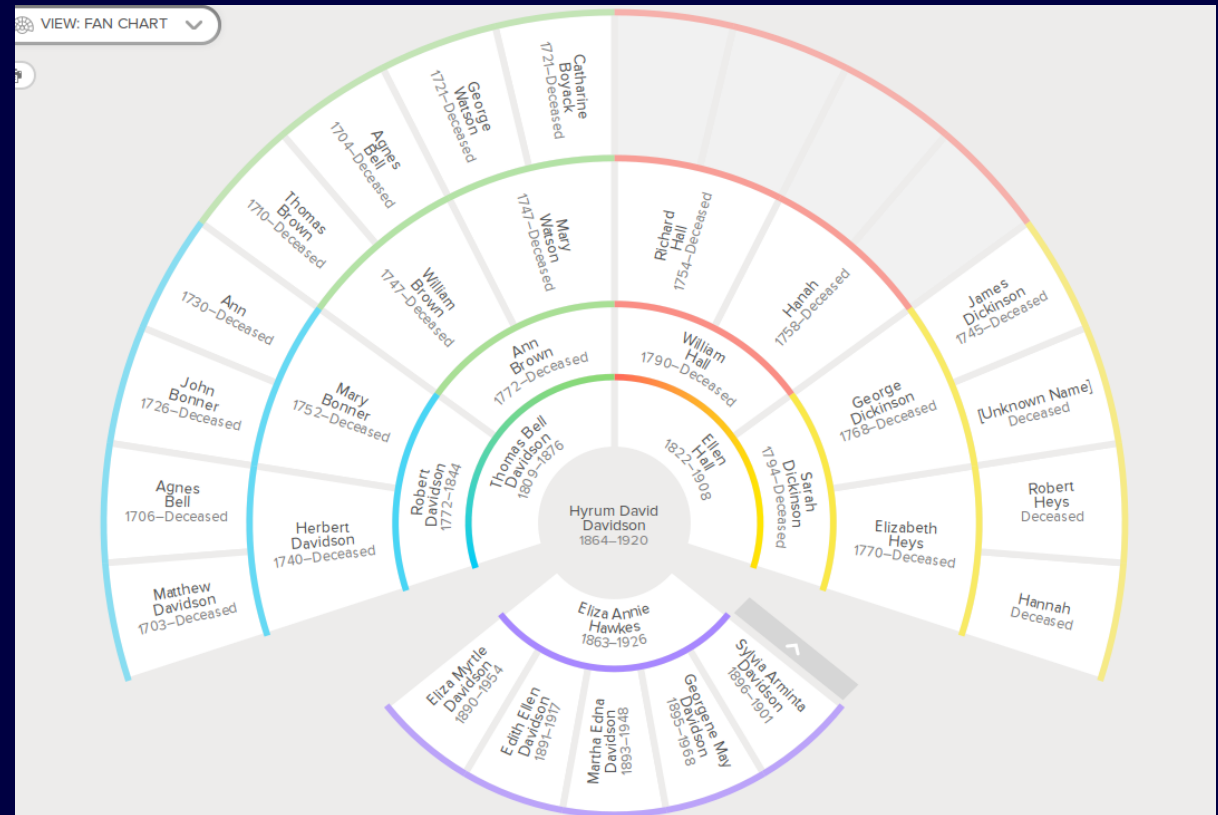 VIEW: FAN CHART
Catharine
Boyack
1721–Deceased
George
Watson
1721–Deceased
Agnes
Bell
1704–Deceased
Thomas
Brown
1710–Deceased
Ann
1730–Deceased
John
Bonner
1726–Deceased
Agnes
Bell
1706–Deceased
Matthew
Davidson
1703–Deceased
Herbert
Davidson
1740–Deceased
Mary
Bonner
1752–Deceased
William
Brown
1747–Deceased
Mary
Watson
1747–Deceased
Richard
Hall
1754–Deceased
Hanah
1758–Deceased
George
Dickinson
1768–Deceased
Elizabeth
Heys
1770–Deceased
James
Dickinson
1745–Deceased
[Unknown Name]
Deceased
Robert
Heys
Deceased
Hannah
Deceased
Robert
Davidson
1772–1844
Ann
Brown
1772–Deceased
William
Hall
1790–Deceased
Sarah
Dickinson
1794–Deceased
Thomas Bell
Davidson
1809–1876
Ellen
Hall
1822–1908
Hyrum David
Davidson
1864–1920
Eliza Annie
Hawkes
1863–1926
Eliza Myrtle
Davidson
1890–1954
Edith Ellen
Davidson
1891–1917
Martha Edna
Davidson
1893–1948
Georgene May
Davidson
1895–1968
Sylvia Arminta
Davidson
1896–1901